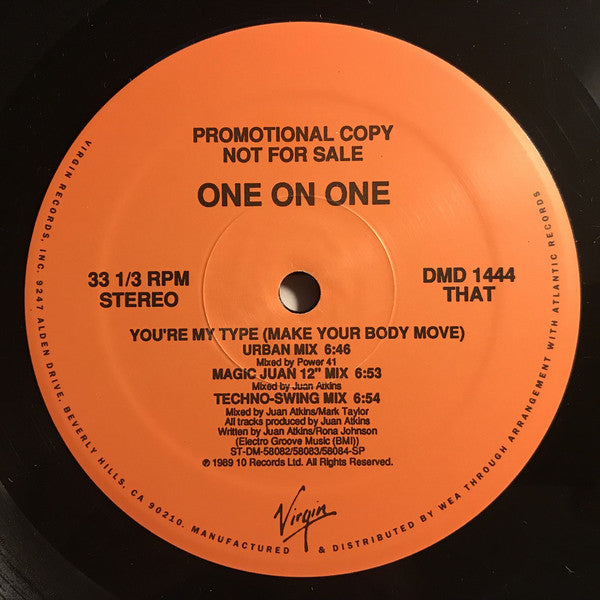 PROMOTIONAL COPY
NOT FOR SALE
ONE ON ONE
33 1/3 RPM
STEREO
DMD 1444
THAT
YOU'RE MY TYPE (MAKE YOUR BODY MOVE)
URBAN MIX 6:46
Mixed by Power 41
MAGIC JUAN 12" MIX 6:53
Mixed by Juan Atkins
TECHNO-SWING MIX 6:54
Mixed by Juan Atkins/Mark Taylor
All tracks produced by Juan Atkins
Written by Juan Atkins/Rona Johnson
(Electro Groove Music (BMI))
ST-DM-58082/58083/58084-SP
℗ 1989 10 Records Ltd. All Rights Reserved.
Virgin
VIRGIN RECORDS, INC. 9247 ALDEN DRIVE, BEVERLY HILLS, CA 90210. MANUFACTURED & DISTRIBUTED BY WEA THROUGH ARRANGEMENT WITH ATLANTIC RECORDS